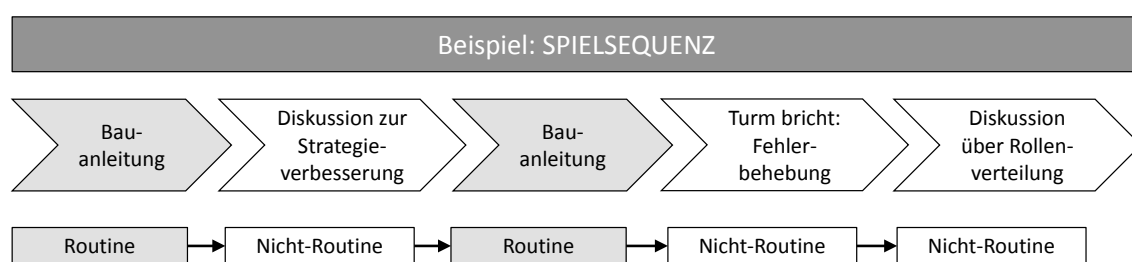 Beispiel: SPIELSEQUENZ
Bau-
anleitung
Diskussion zur
Strategie-
verbesserung
Bau-
anleitung
Turm bricht:
Fehler-
behebung
Diskussion
über Rollen-
verteilung
Routine
Nicht-Routine
Routine
Nicht-Routine
Nicht-Routine